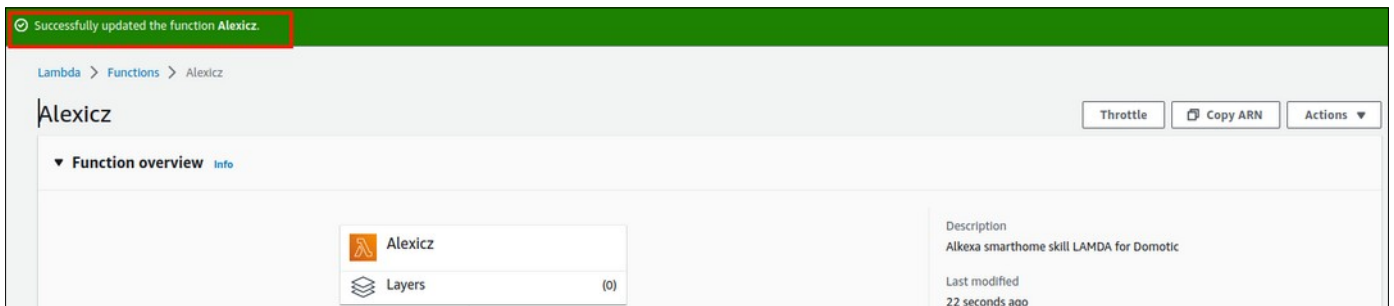 Successfully updated the function Alexicz.
Lambda > Functions > Alexicz
Alexicz
Throttle
Copy ARN
Actions ▼
▼ Function overview Info
Alexicz
Layers (0)
Description
Alkexa smarthome skill LAMDA for Domotic
Last modified
22 seconds ago